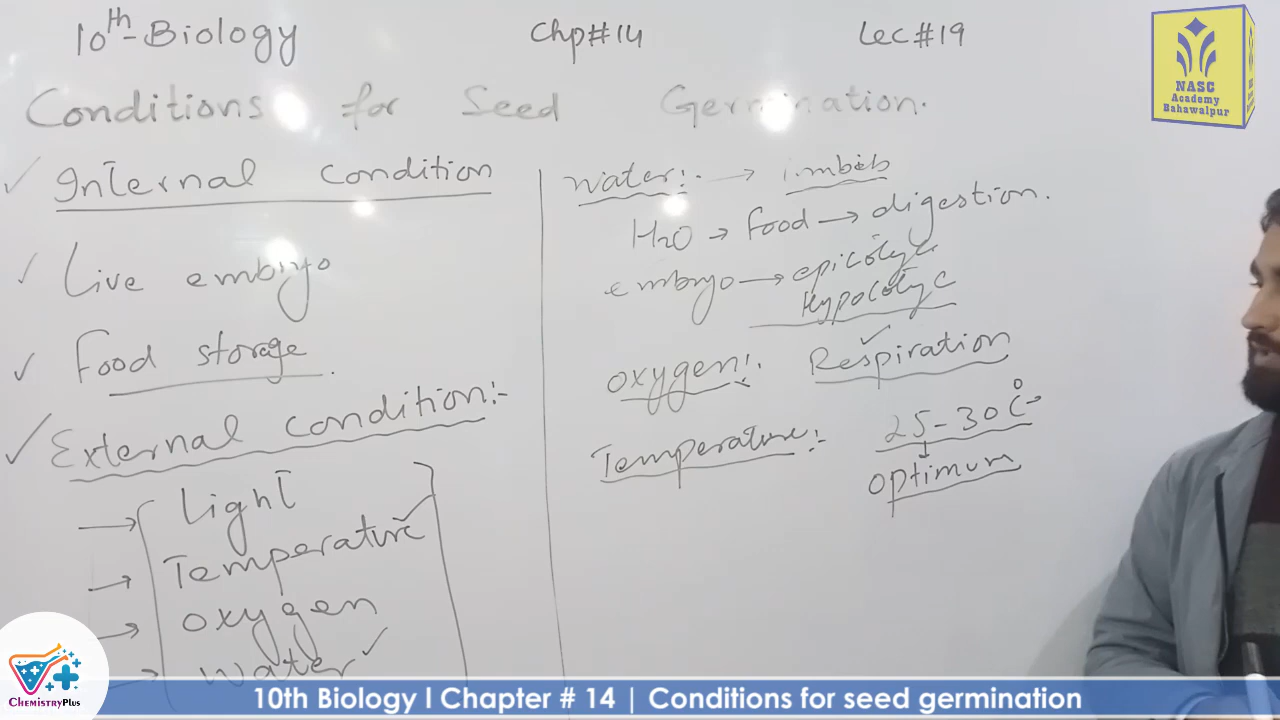 10th-Biology Chp#14 Lec#19
Conditions for Seed Germination.
Internal condition
Live embryo
Food storage.
External condition:-
Light
Temperature
Oxygen
Water
Water:- → imbib
H2O → Food → digestion.
embryo → epicotyl
Hypocotyl
Oxygen:- Respiration
Temperature:- 25-30°C
optimum
NASC
Academy
Bahawalpur
CHEMISTRYPLUS
10th Biology l Chapter # 14 | Conditions for seed germination